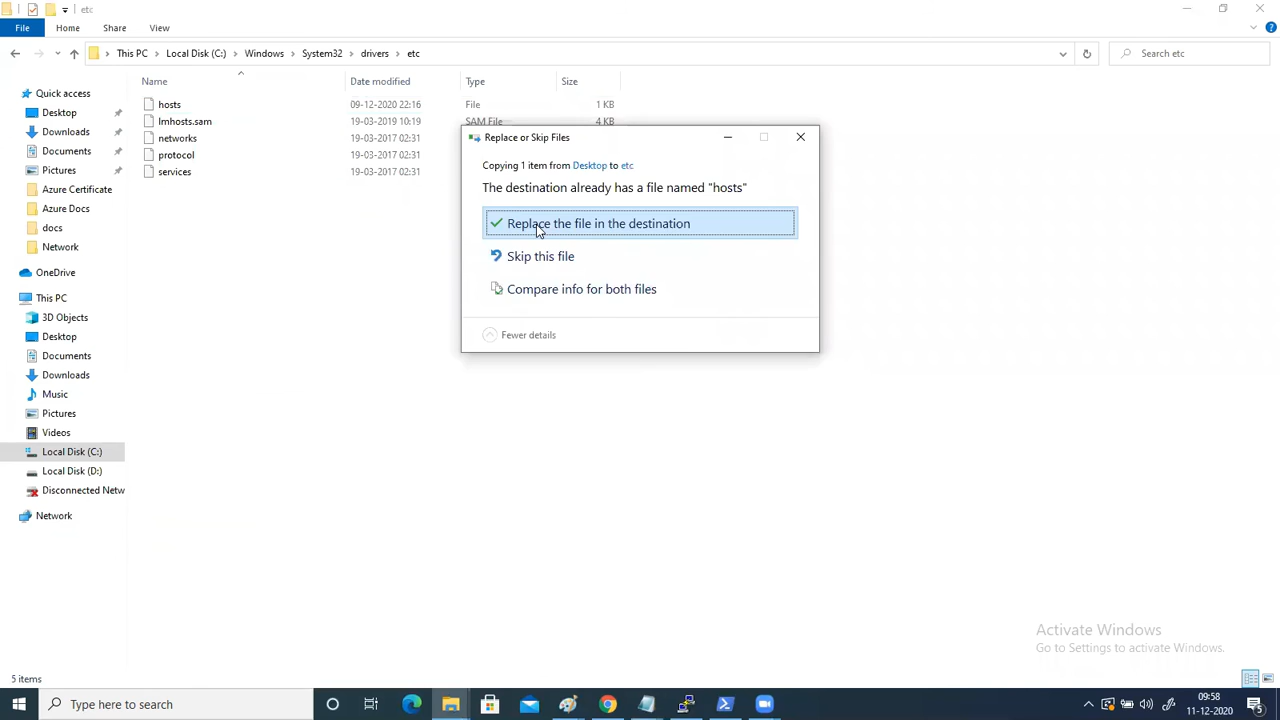 etc
File
Home
Share
View
This PC
Local Disk (C:)
Windows
System32
drivers
etc
Search etc
Name
Date modified
Type
Size
hosts
09-12-2020 22:16
File
1 KB
lmhosts.sam
19-03-2019 10:19
SAM File
4 KB
networks
19-03-2017 02:31
protocol
19-03-2017 02:31
services
19-03-2017 02:31
Quick access
Desktop
Downloads
Documents
Pictures
Azure Certificate
Azure Docs
docs
Network
OneDrive
This PC
3D Objects
Desktop
Documents
Downloads
Music
Pictures
Videos
Local Disk (C:)
Local Disk (D:)
Disconnected Netw
Network
Replace or Skip Files
Copying 1 item from Desktop to etc
The destination already has a file named "hosts"
Replace the file in the destination
Skip this file
Compare info for both files
Fewer details
Activate Windows
Go to Settings to activate Windows.
5 items
Type here to search
09:58
11-12-2020